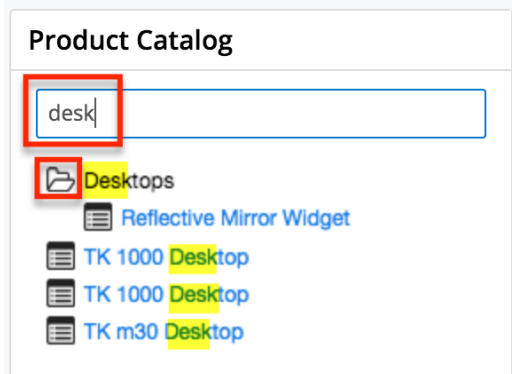 Product Catalog
desk
Desktops
Reflective Mirror Widget
TK 1000 Desktop
TK 1000 Desktop
TK m30 Desktop